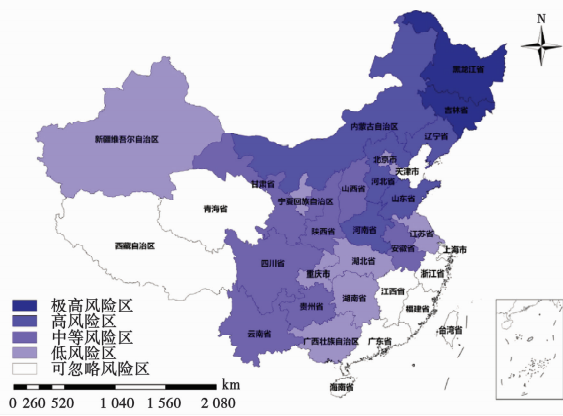 N
黑龙江省
吉林省
内蒙古自治区
辽宁省
新疆维吾尔自治区
北京市
天津市
甘肃省
河北省
宁夏回族自治区
山西省
山东省
青海省
陕西省
河南省
江苏省
西藏自治区
安徽省
上海市
四川省
湖北省
重庆市
浙江省
湖南省
江西省
贵州省
福建省
云南省
台湾省
广西壮族自治区
广东省
海南省
极高风险区
高风险区
中等风险区
低风险区
可忽略风险区
km
0 260 520 1 040 1 560 2 080